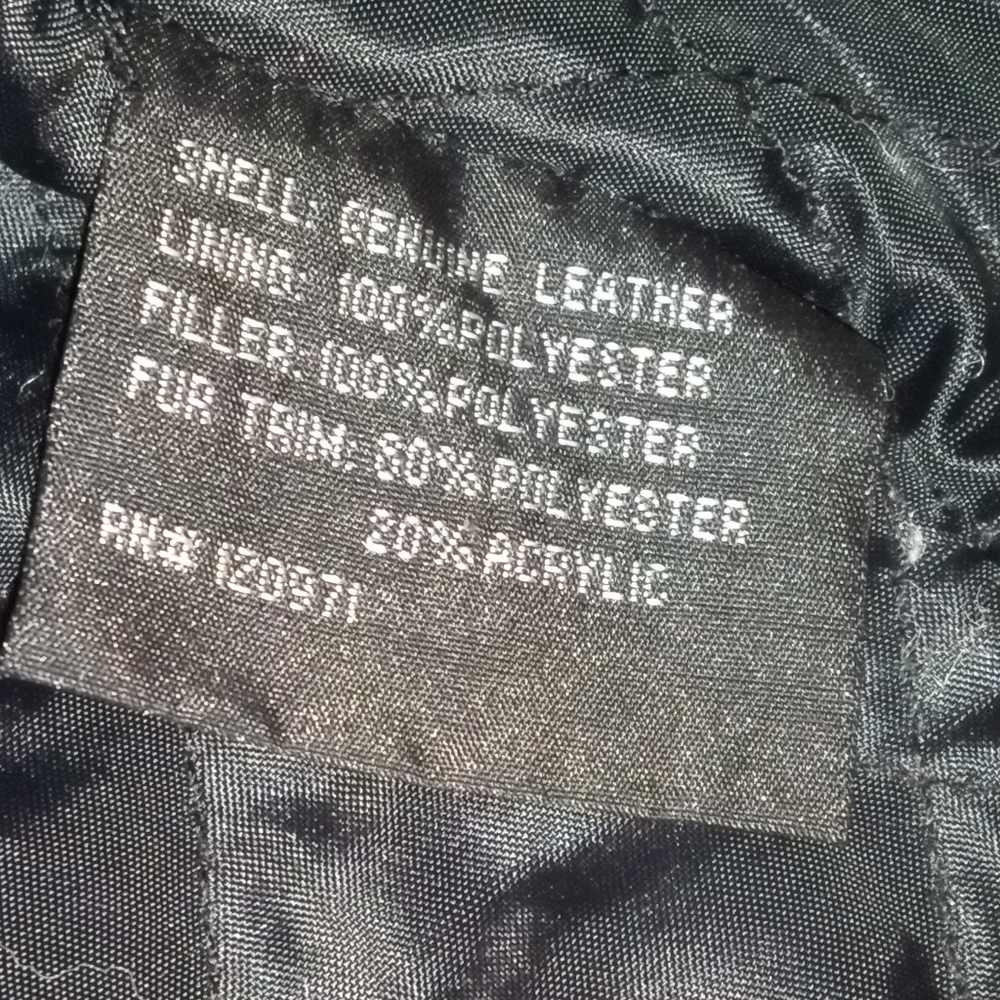 SHELL: GENUINE LEATHER
LINING: 100%POLYESTER
FILLER:100%POLYESTER
FUR TRIM: 80%POLYESTER
20%ACRYLIC
RN# 120971